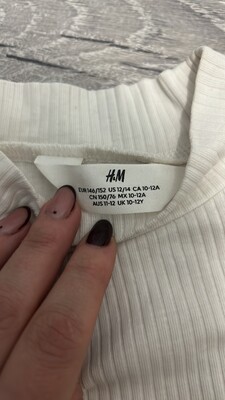 H&M
EUR 146/152 US 12/14 CA 10-12A
CN 150/76 MX 10-12A
AUS 11-12 UK 10-12Y